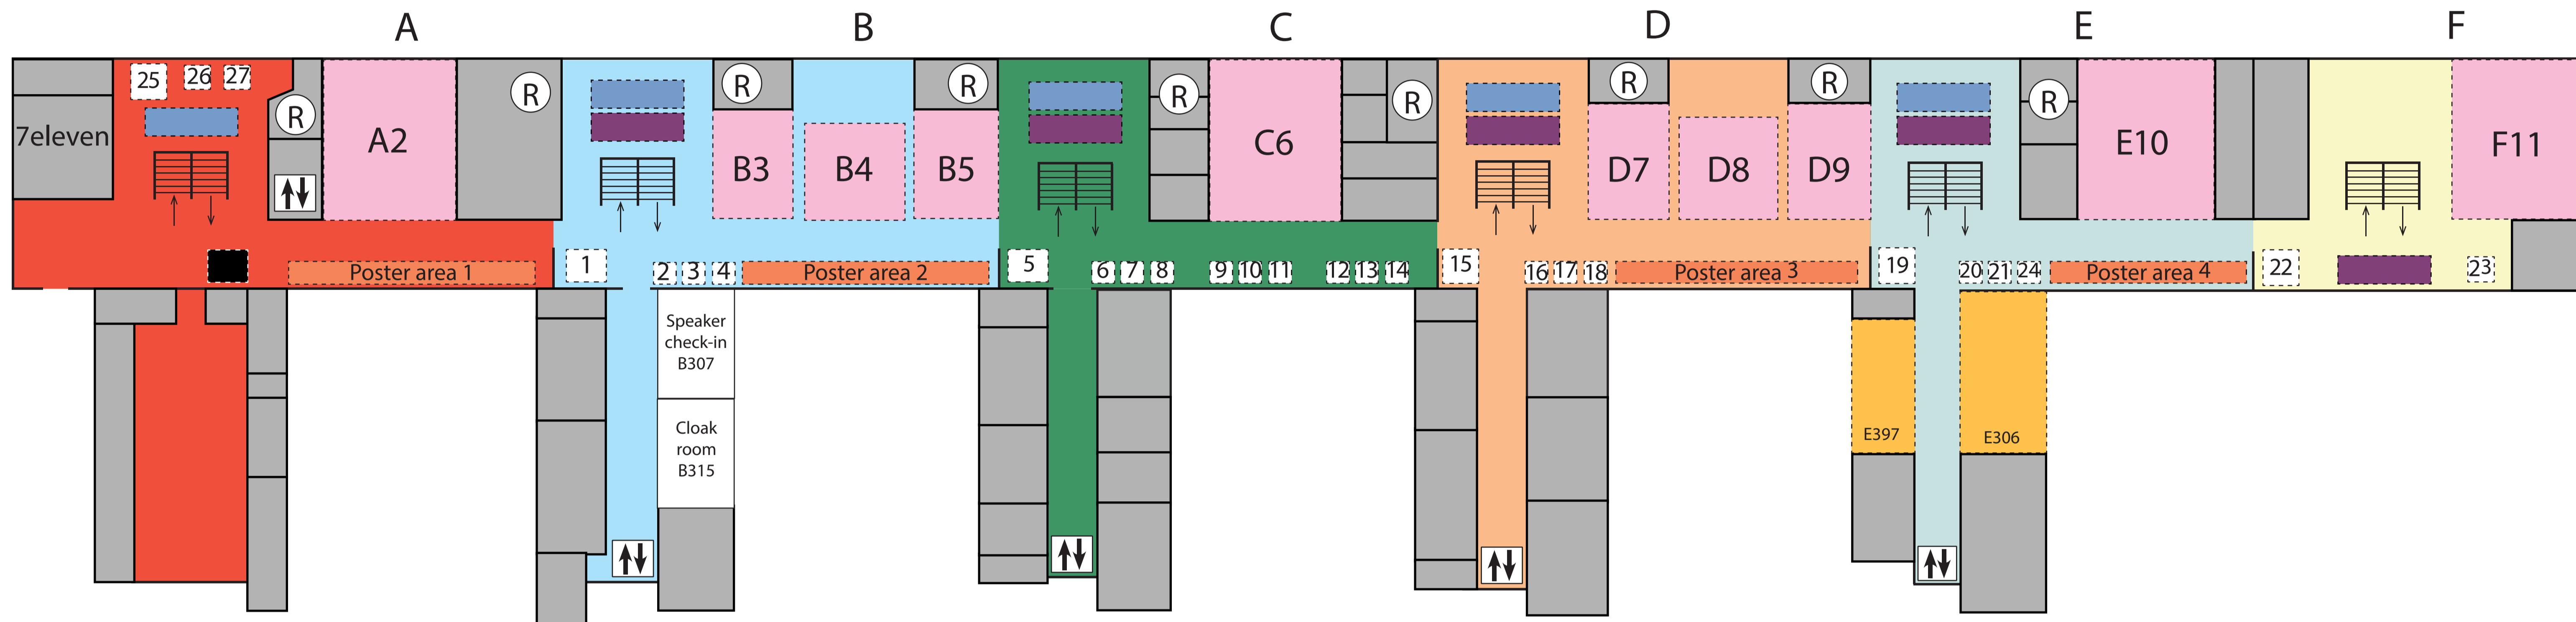 A
B
C
D
E
F
25
26
27
7eleven
R
A2
R
R
B3
B4
R
B5
R
C6
R
R
D7
D8
R
D9
R
E10
F11
Poster area 1
1
2
3
4
Poster area 2
5
6
7
8
9
10
11
12
13
14
15
16
17
18
Poster area 3
19
20
21
24
Poster area 4
22
23
Speaker
check-in
B307
Cloak
room
B315
E397
E306